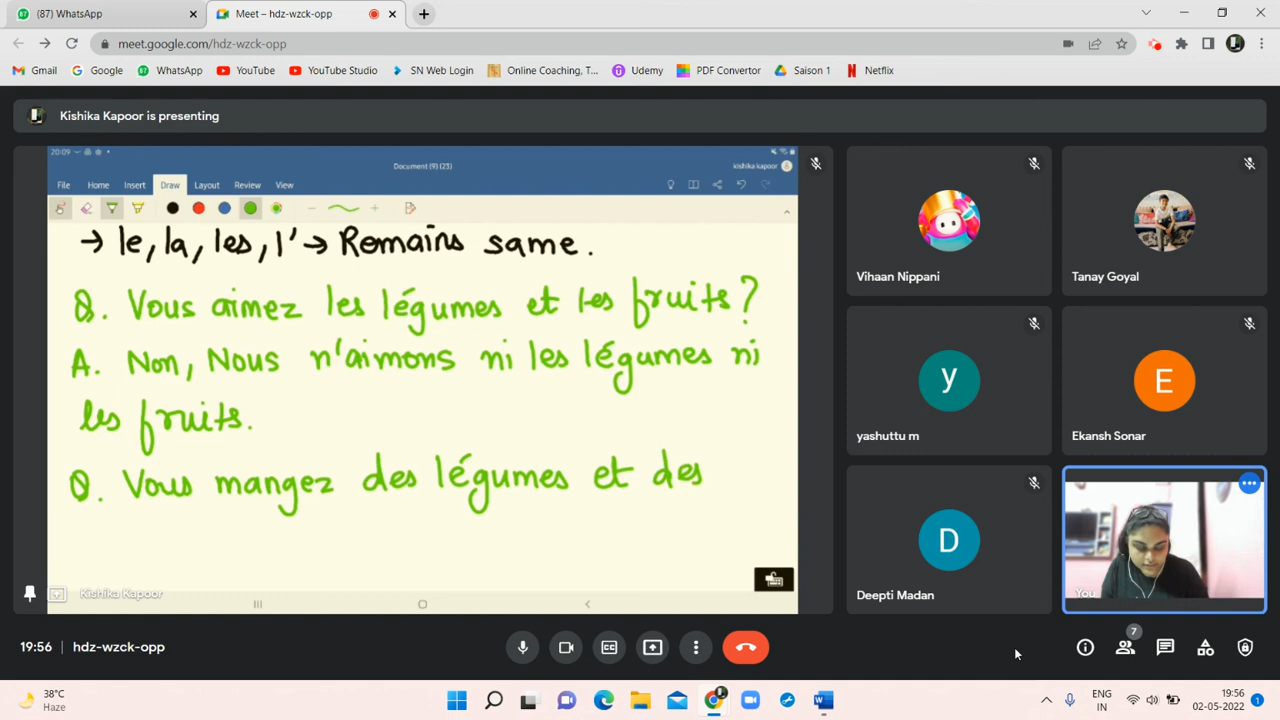 (87) WhatsApp
Meet – hdz-wzck-opp
meet.google.com/hdz-wzck-opp
Gmail
Google
WhatsApp
YouTube
YouTube Studio
SN Web Login
Online Coaching, T...
Udemy
PDF Convertor
Saison 1
Netflix
Kishika Kapoor is presenting
20:09
Document (9) (23)
kishika kapoor
File Home Insert Draw Layout Review View
→ le, la, les, l' → Remains same.
Q. Vous aimez les légumes et les fruits?
A. Non, Nous n'aimons ni les légumes ni
les fruits.
Q. Vous mangez des légumes et des
Kishika Kapoor
Vihaan Nippani
Tanay Goyal
y
yashuttu m
E
Ekansh Sonar
D
Deepti Madan
You
19:56 hdz-wzck-opp
7
38°C
Haze
ENG
IN
19:56
02-05-2022
1